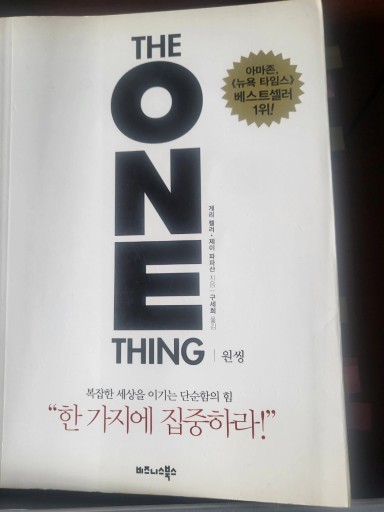 THE
ONE
THING
원씽
아마존,
《뉴욕 타임스》
베스트셀러
1위!
게리 켈러·제이 파파산 지음 | 구세희 옮김
복잡한 세상을 이기는 단순함의 힘
“한 가지에 집중하라!”
비즈니스북스